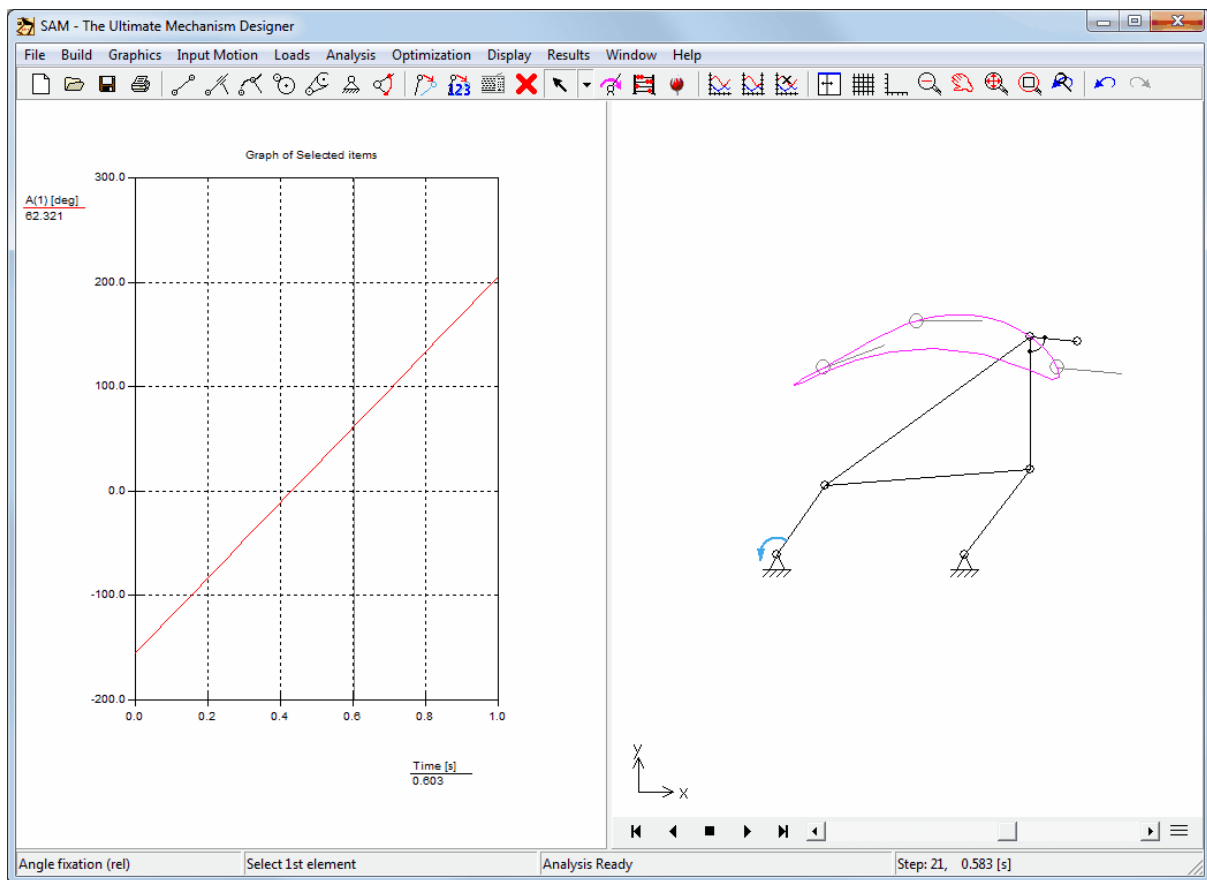 SAM - The Ultimate Mechanism Designer
File Build Graphics Input Motion Loads Analysis Optimization Display Results Window Help
123
Graph of Selected items
A(1) [deg]
62.321
300.0
200.0
100.0
0.0
-100.0
-200.0
0.0 0.2 0.4 0.6 0.8 1.0
Time [s]
0.603
y
x
Angle fixation (rel) Select 1st element Analysis Ready Step: 21, 0.583 [s]